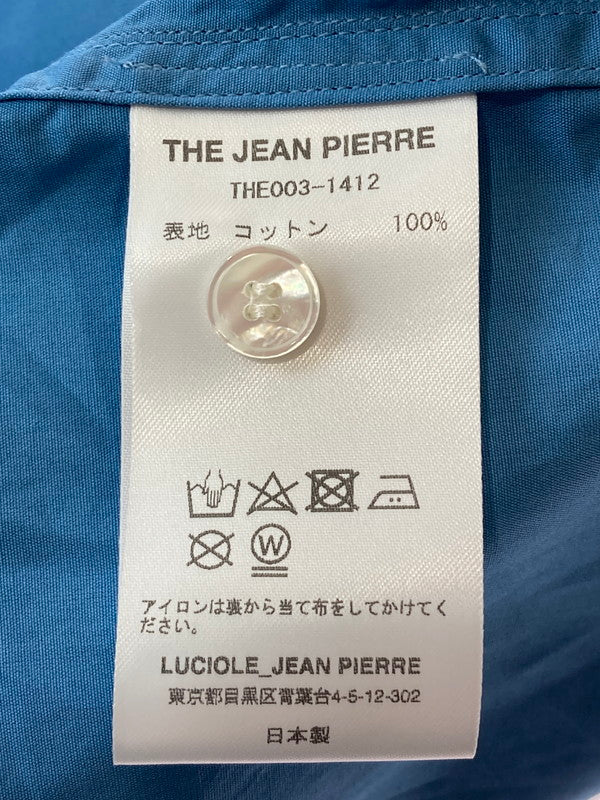 THE JEAN PIERRE
THE003-1412
表地 コットン 100%
W
アイロンは裏から当て布をしてかけてく
ださい。
LUCIOLE_JEAN PIERRE
東京都目黒区青葉台4-5-12-302
日本製